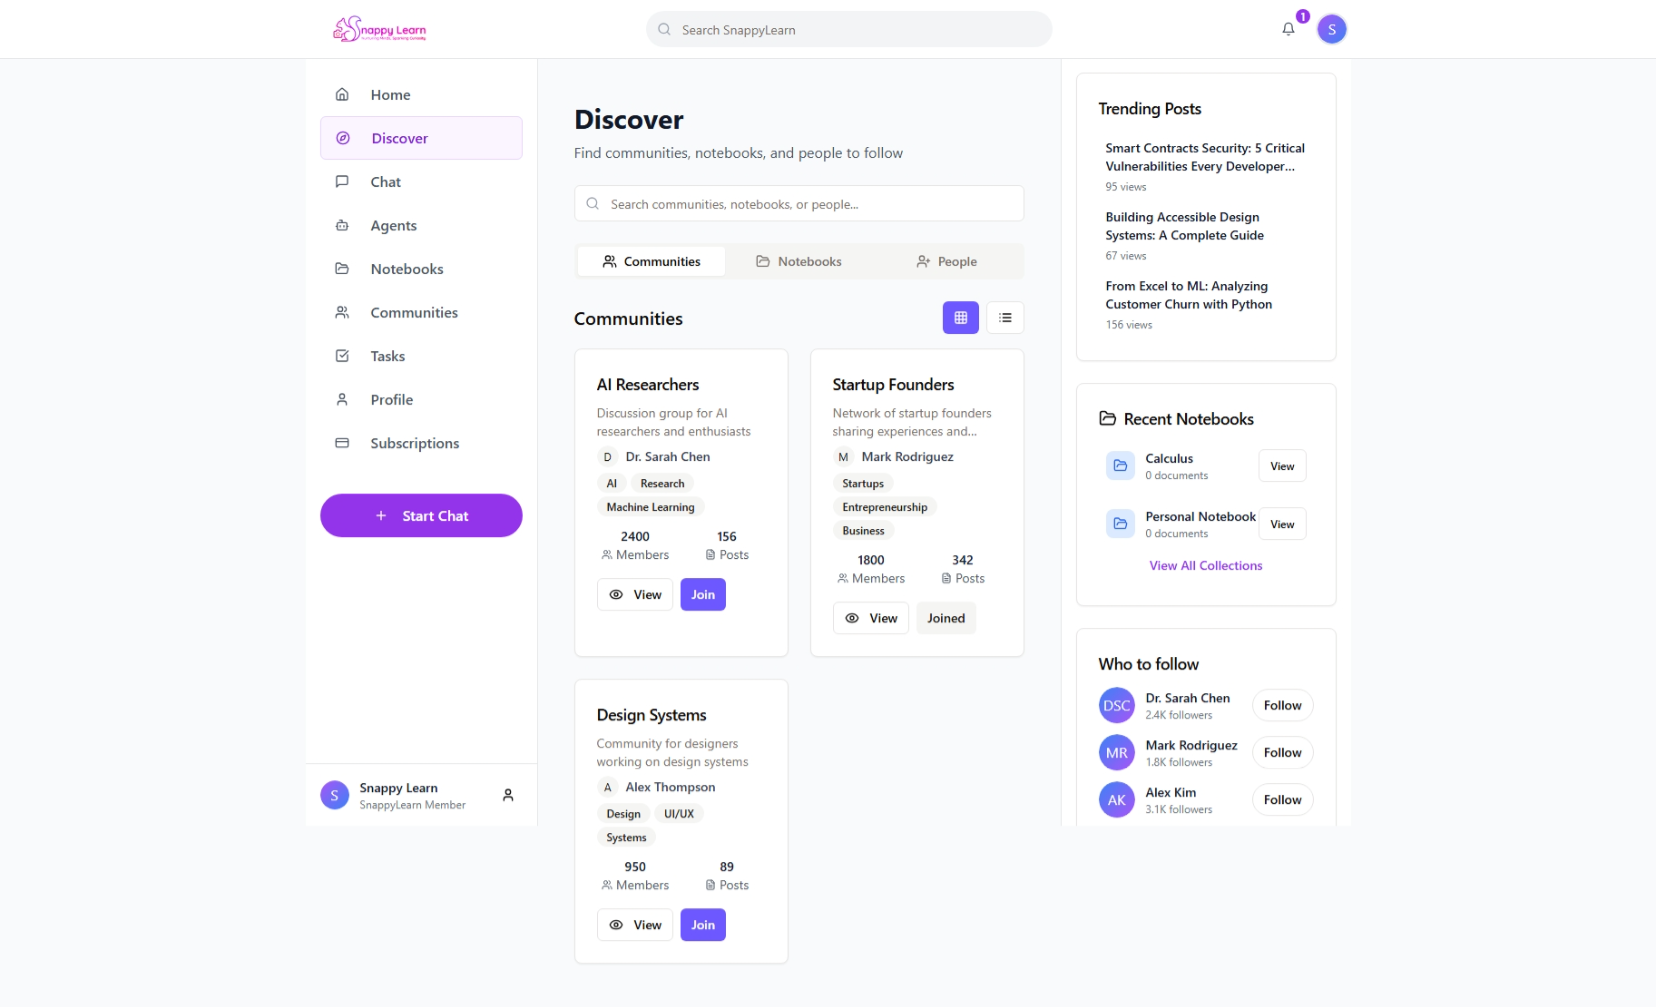 nappy Learn
Search SnappyLearn
1
S
Home
Discover
Chat
Agents
Notebooks
Communities
Tasks
Profile
Subscriptions
+ Start Chat
S
Snappy Learn
SnappyLearn Member
Discover
Find communities, notebooks, and people to follow
Search communities, notebooks, or people...
Communities
Notebooks
People
Communities
AI Researchers
Discussion group for AI
researchers and enthusiasts
D Dr. Sarah Chen
AI Research
Machine Learning
2400 156
Members Posts
View Join
Startup Founders
Network of startup founders
sharing experiences and...
M Mark Rodriguez
Startups
Entrepreneurship
Business
1800 342
Members Posts
View Joined
Design Systems
Community for designers
working on design systems
A Alex Thompson
Design UI/UX
Systems
950 89
Members Posts
View Join
Trending Posts
Smart Contracts Security: 5 Critical
Vulnerabilities Every Developer...
95 views
Building Accessible Design
Systems: A Complete Guide
67 views
From Excel to ML: Analyzing
Customer Churn with Python
156 views
Recent Notebooks
Calculus
0 documents
View
Personal Notebook
0 documents
View
View All Collections
Who to follow
DSC
Dr. Sarah Chen
2.4K followers
Follow
MR
Mark Rodriguez
1.8K followers
Follow
AK
Alex Kim
3.1K followers
Follow